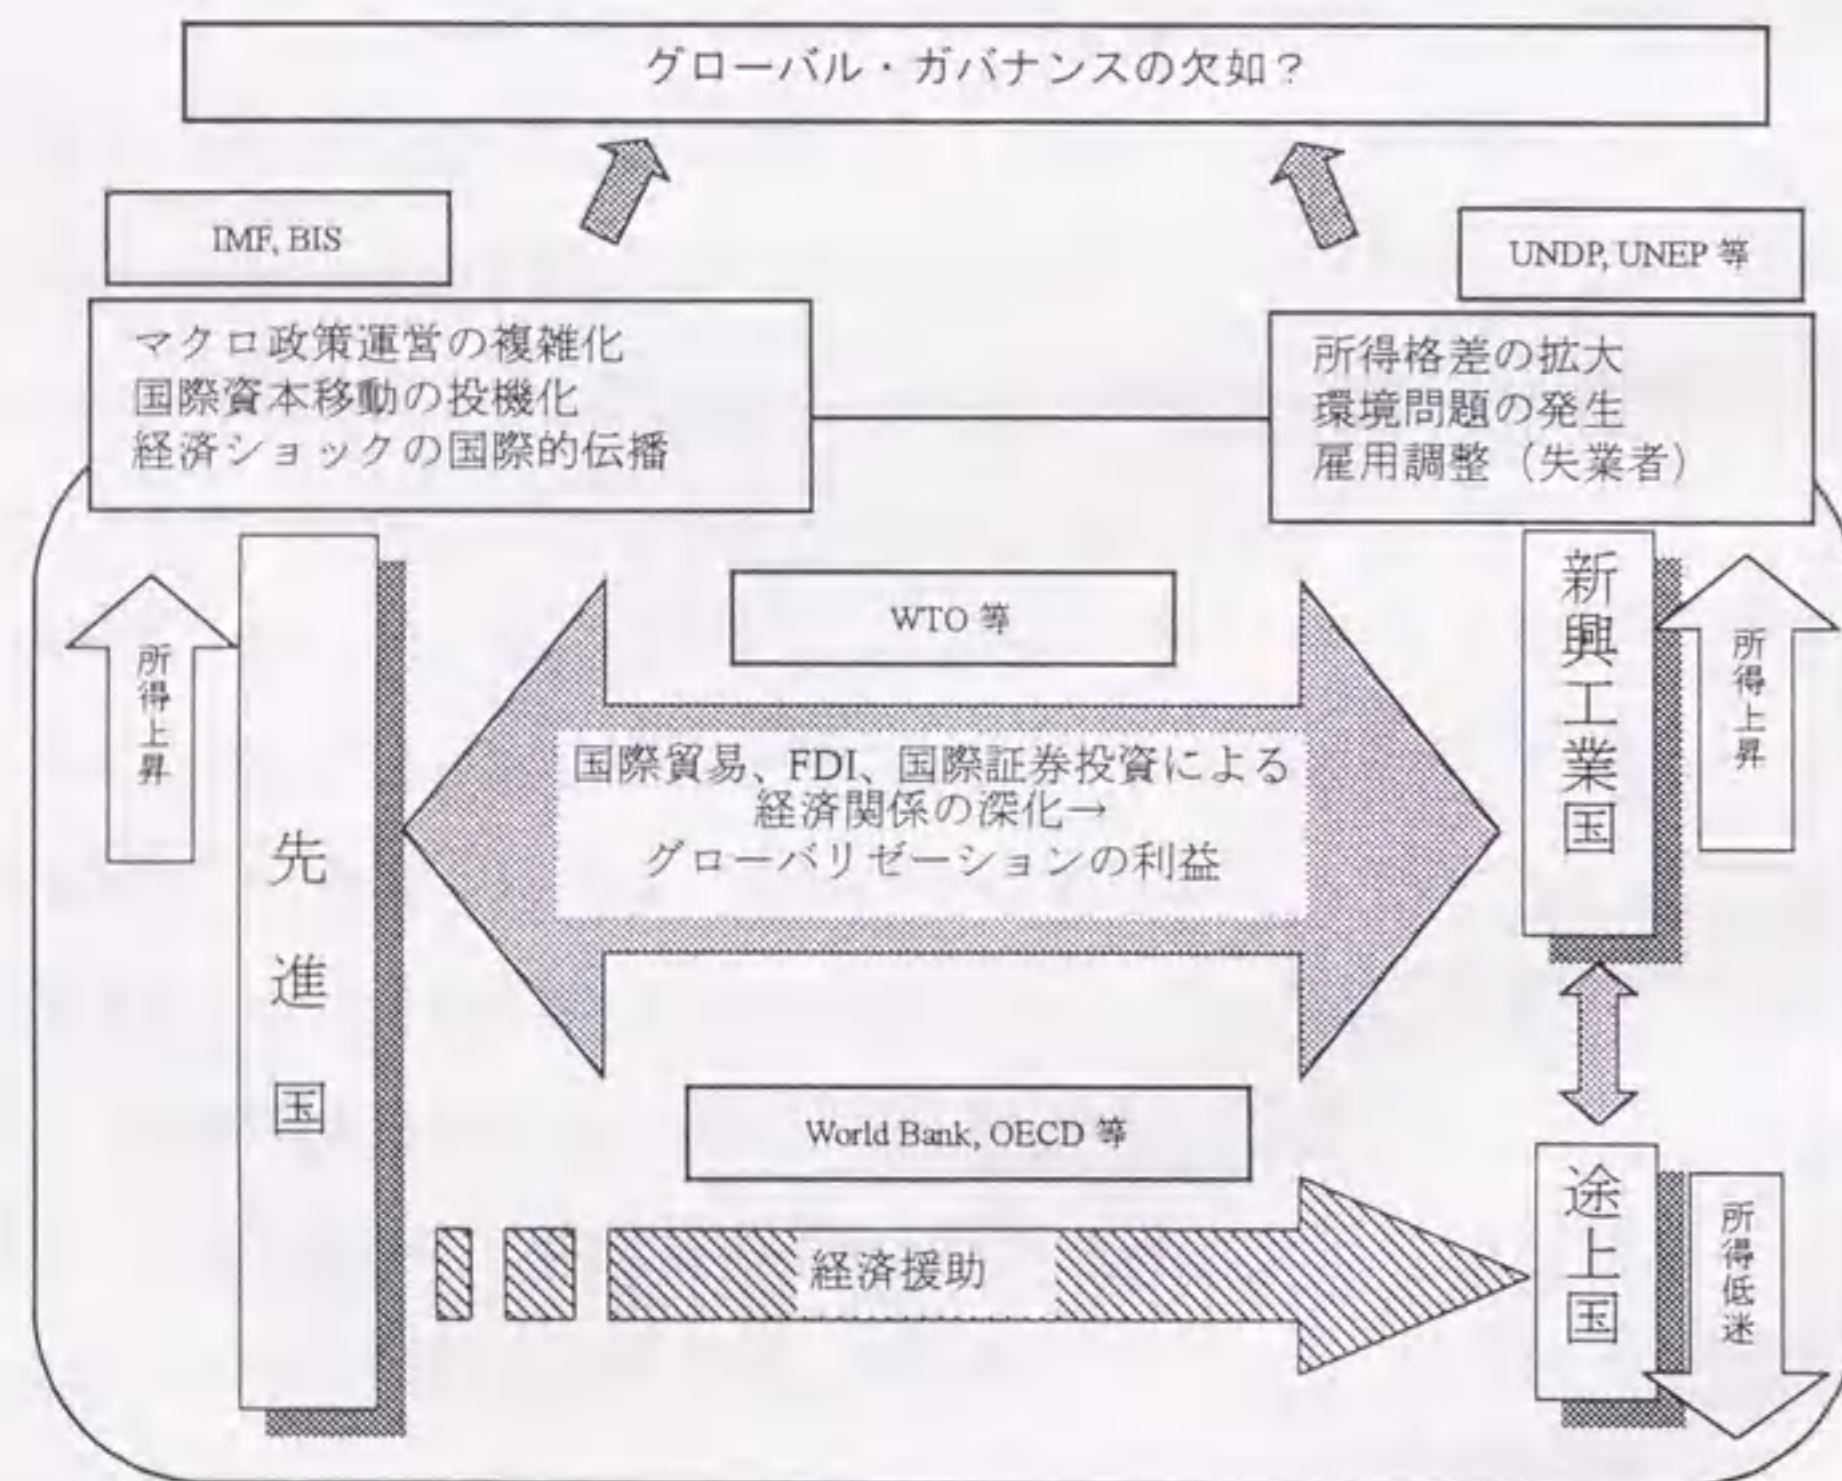 グローバル・ガバナンスの欠如？
IMF, BIS
UNDP, UNEP 等
マクロ政策運営の複雑化
国際資本移動の投機化
経済ショックの国際的伝播
所得格差の拡大
環境問題の発生
雇用調整（失業者）
所得上昇
先進国
WTO 等
国際貿易、FDI、国際証券投資による
経済関係の深化→
グローバリゼーションの利益
新興工業国
所得上昇
World Bank, OECD 等
経済援助
途上国
所得低迷